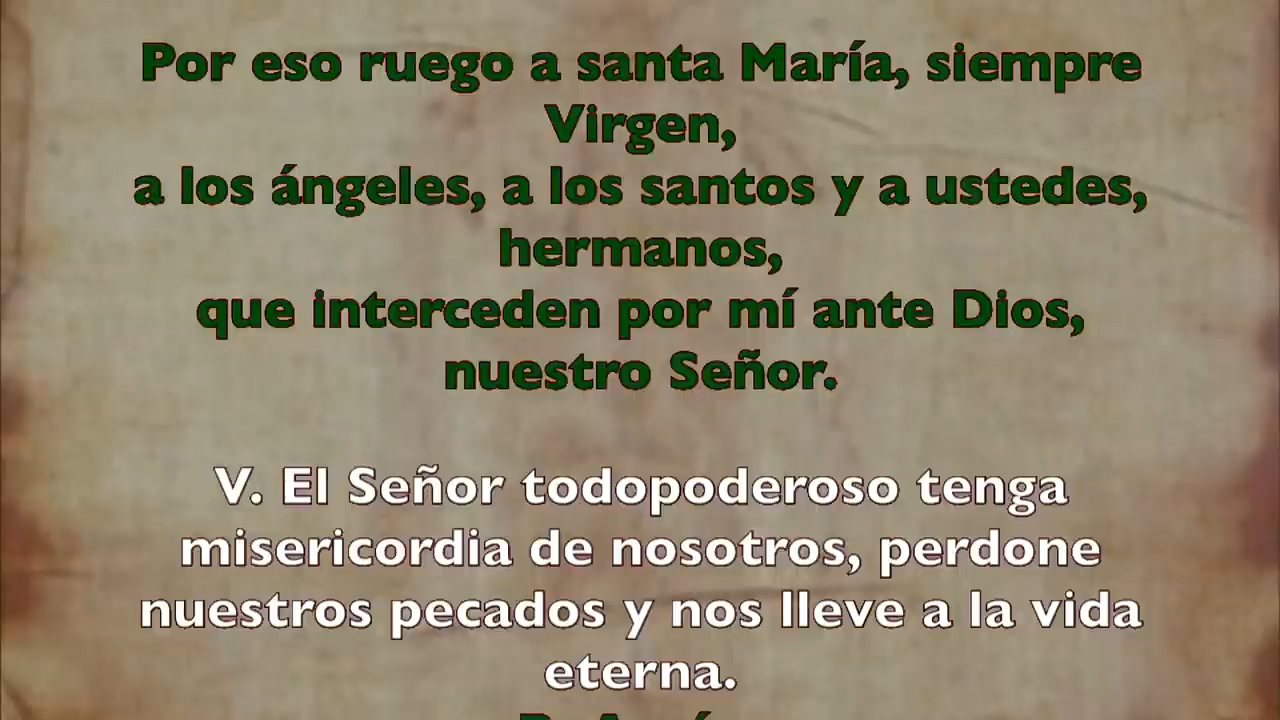 Por eso ruego a santa María, siempre
Virgen,
a los ángeles, a los santos y a ustedes,
hermanos,
que interceden por mí ante Dios,
nuestro Señor.
V. El Señor todopoderoso tenga
misericordia de nosotros, perdone
nuestros pecados y nos lleve a la vida
eterna.